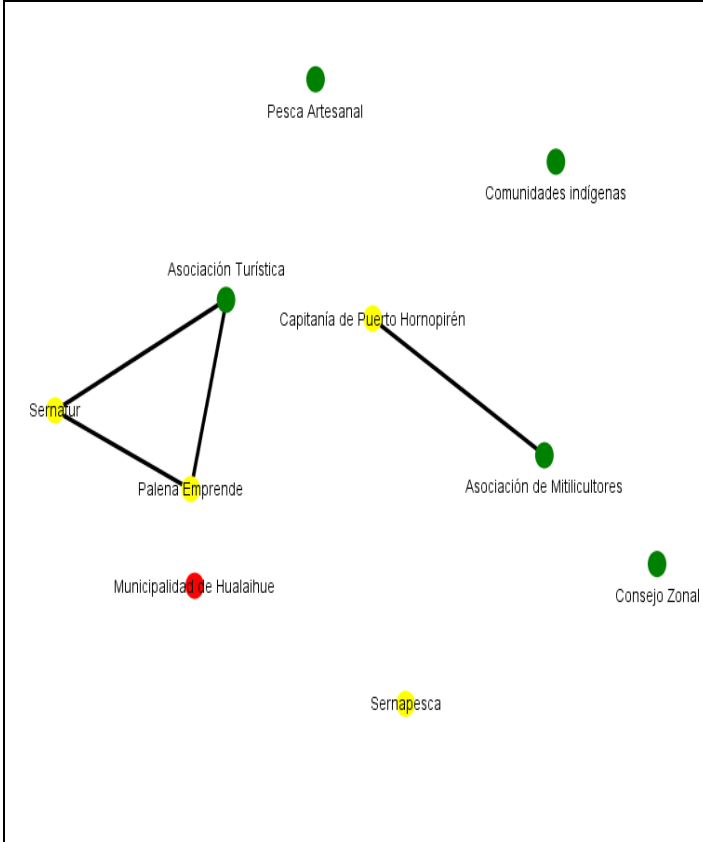 Pesca Artesanal
Comunidades indígenas
Asociación Turística
Capitanía de Puerto Hornopirén
Sernatur
Asociación de Mitilicultores
Palena Emprende
Municipalidad de Hualaihue
Consejo Zonal
Sernapesca